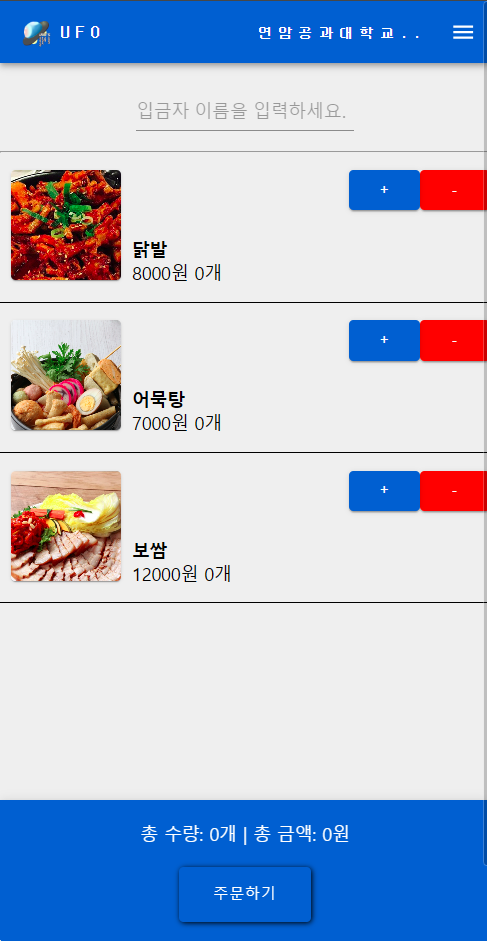 UFO 연암공과대학교..
입금자 이름을 입력하세요.
+ -
닭발
8000원 0개
+ -
어묵탕
7000원 0개
+ -
보쌈
12000원 0개
총 수량: 0개 | 총 금액: 0원
주문하기